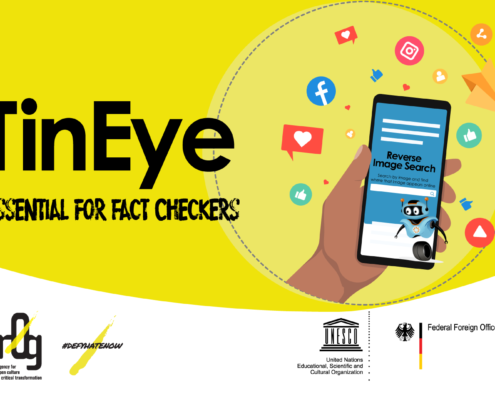 TinEye
SSENTIAL FOR FACT CHECKERS
Reverse
Image Search
Search by image and find
where that image appears online
r0g
agency for
open culture
critical transformation
#DEFYHATENOW
UNESCO
United Nations
Educational, Scientific and
Cultural Organization
Federal Foreign Office